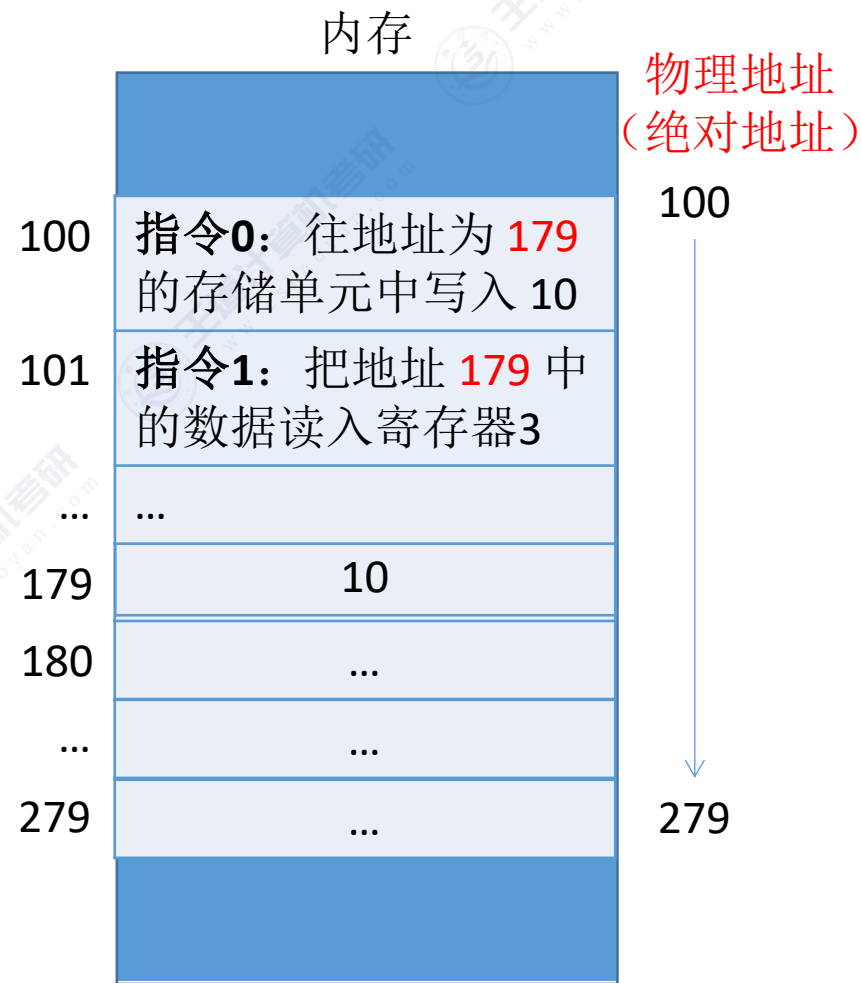 内存
物理地址
（绝对地址）
100
100
指令0：往地址为 179
的存储单元中写入 10
101
指令1：把地址 179 中
的数据读入寄存器3
...
...
179
10
180
...
...
...
279
...
279